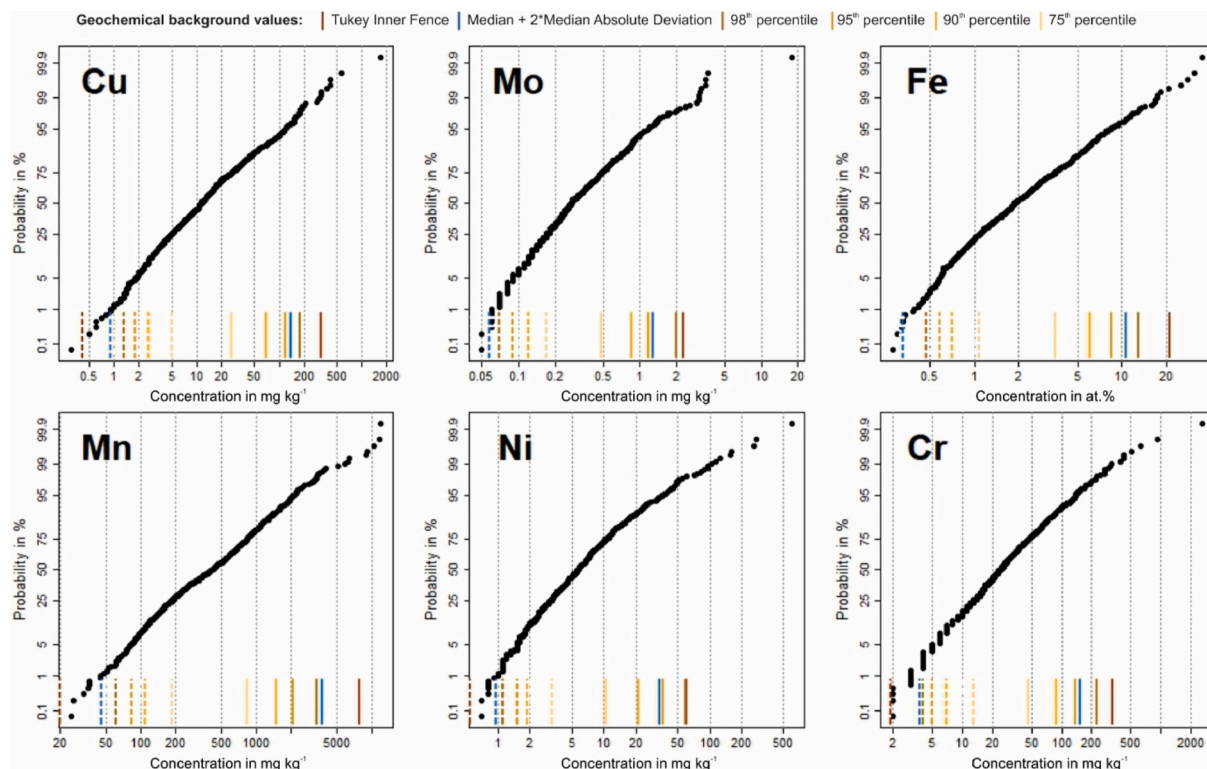 Geochemical background values: Tukey Inner Fence Median + 2*Median Absolute Deviation 98th percentile 95th percentile 90th percentile 75th percentile
Cu
Probability in %
99.9
99
95
75
50
25
5
1
0.1
0.5 1 2 5 10 20 50 200 500 2000
Concentration in mg kg-1
Mo
Probability in %
99.9
99
95
75
50
25
5
1
0.1
0.05 0.1 0.2 0.5 1 2 5 10 20
Concentration in mg kg-1
Fe
Probability in %
99.9
99
95
75
50
25
5
1
0.1
0.5 1 2 5 10 20
Concentration in at.%
Mn
Probability in %
99.9
99
95
75
50
25
5
1
0.1
20 50 100 200 500 1000 5000
Concentration in mg kg-1
Ni
Probability in %
99.9
99
95
75
50
25
5
1
0.1
1 2 5 10 20 50 100 500
Concentration in mg kg-1
Cr
Probability in %
99.9
99
95
75
50
25
5
1
0.1
2 5 10 20 50 100 200 500 2000
Concentration in mg kg-1